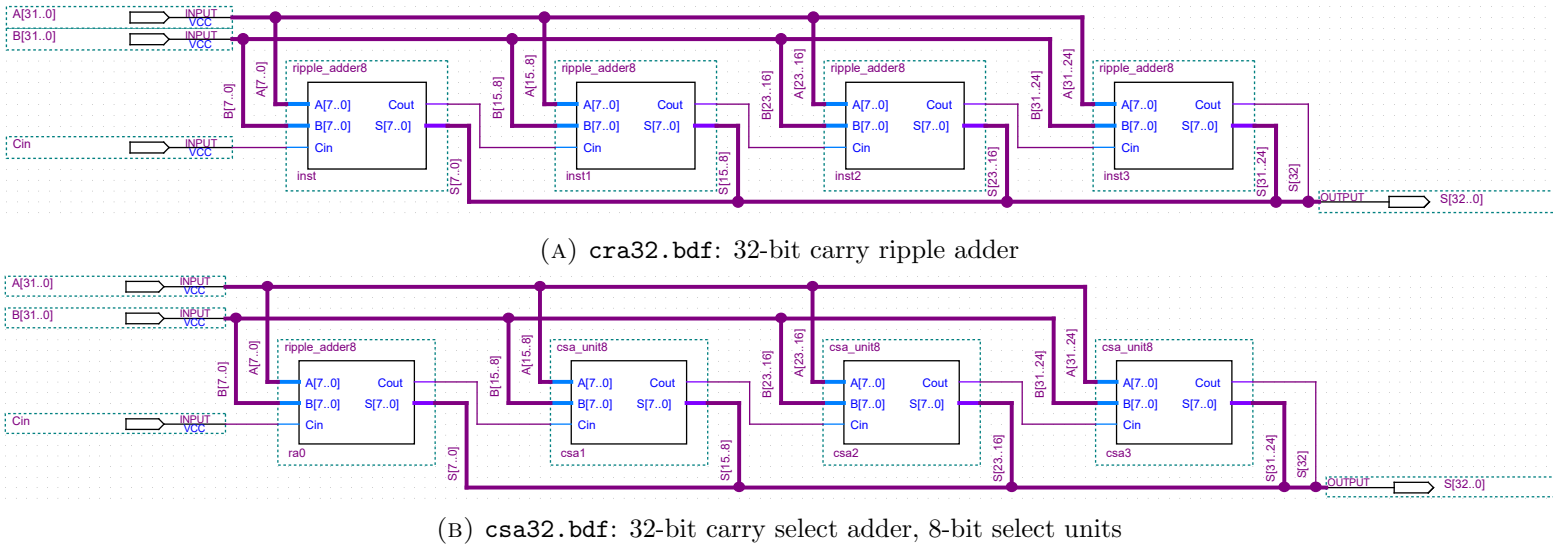 A[31..0] INPUT VCC
B[31..0] INPUT VCC
B[7..0] A[7..0] B[15..8] A[15..8] B[23..16] A[23..16] B[31..24] A[31..24]
ripple_adder8 ripple_adder8 ripple_adder8 ripple_adder8
A[7..0] Cout A[7..0] Cout A[7..0] Cout A[7..0] Cout
B[7..0] S[7..0] B[7..0] S[7..0] B[7..0] S[7..0] B[7..0] S[7..0]
Cin INPUT VCC Cin Cin Cin Cin
inst inst1 inst2 inst3
S[7..0] S[15..8] S[23..16] S[31..24] S[32]
OUTPUT S[32..0]
(A) cra32.bdf: 32-bit carry ripple adder
A[31..0] INPUT VCC
B[31..0] INPUT VCC
B[7..0] A[7..0] B[15..8] A[15..8] B[23..16] A[23..16] B[31..24] A[31..24]
ripple_adder8 csa_unit8 csa_unit8 csa_unit8
A[7..0] Cout A[7..0] Cout A[7..0] Cout A[7..0] Cout
B[7..0] S[7..0] B[7..0] S[7..0] B[7..0] S[7..0] B[7..0] S[7..0]
Cin INPUT VCC Cin Cin Cin Cin
ra0 csa1 csa2 csa3
S[7..0] S[15..8] S[23..16] S[31..24] S[32]
OUTPUT S[32..0]
(B) csa32.bdf: 32-bit carry select adder, 8-bit select units